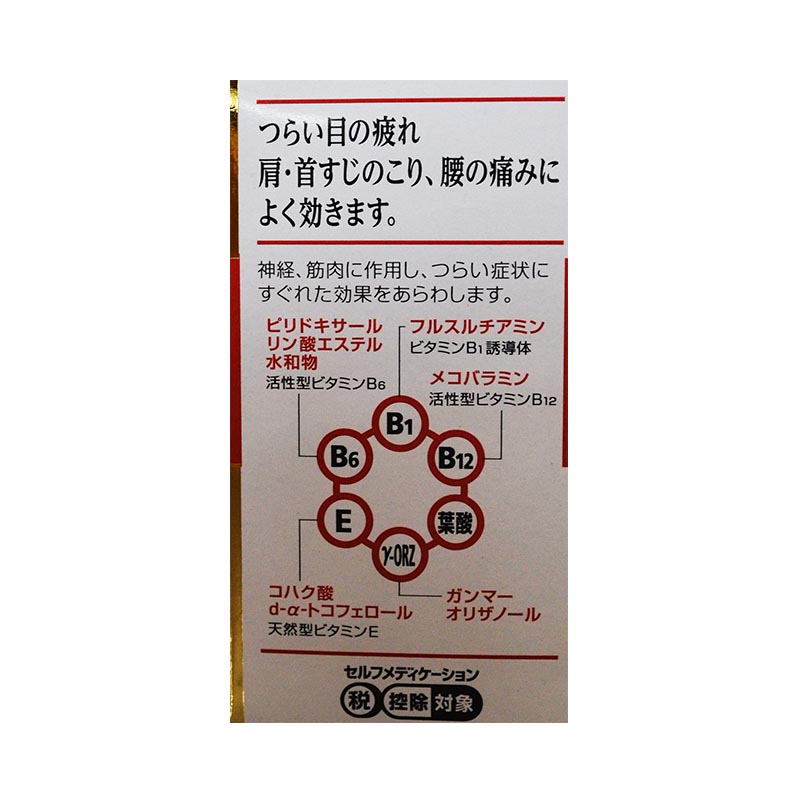 つらい目の疲れ
肩・首すじのこり、腰の痛みに
よく効きます。
神経、筋肉に作用し、つらい症状に
すぐれた効果をあらわします。
ピリドキサール
リン酸エステル
水和物
活性型ビタミンB6
フルスルチアミン
ビタミンB1誘導体
メコバラミン
活性型ビタミンB12
B1
B6
B12
E
葉酸
γ-ORZ
コハク酸
d-α-トコフェロール
天然型ビタミンE
ガンマー
オリザノール
セルフメディケーション
税 控除 対象